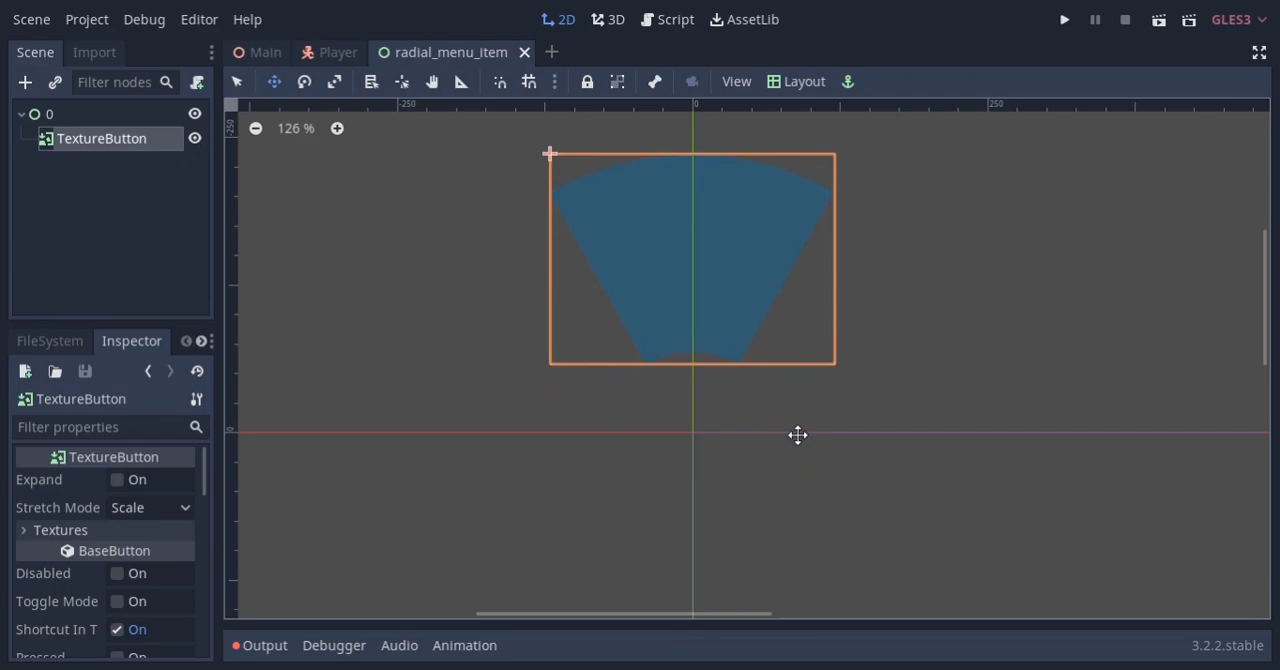 Scene Project Debug Editor Help 2D 3D Script AssetLib GLES3
Scene Import Main Player radial_menu_item
Filter nodes View Layout
-250 0 250
-250
0
TextureButton
126 %
0
FileSystem Inspector
TextureButton
Filter properties
TextureButton
Expand On
Stretch Mode Scale
Textures
BaseButton
Disabled On
Toggle Mode On
Shortcut In T On
Output Debugger Audio Animation 3.2.2.stable